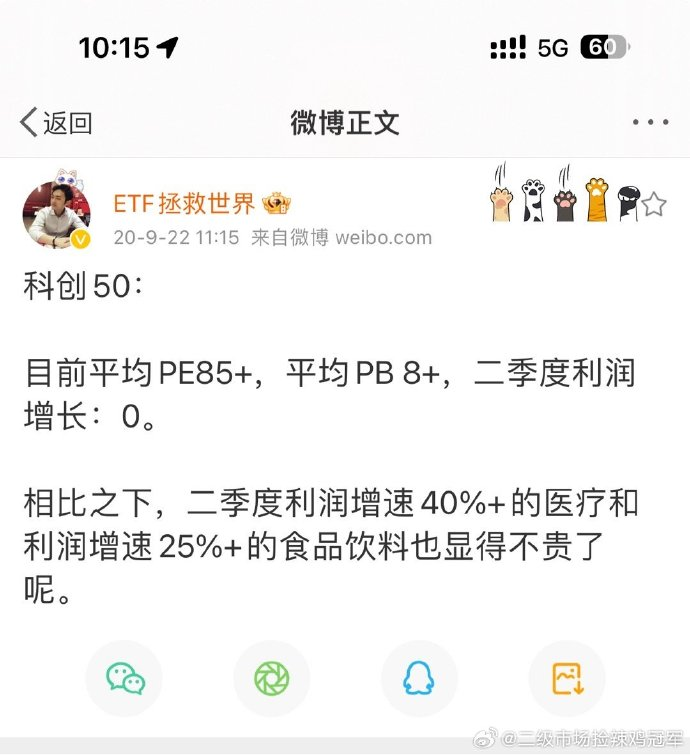 10:15 5G 60
返回 微博正文
ETF拯救世界
20-9-22 11:15 来自微博 weibo.com
科创50：
目前平均PE85+，平均PB 8+，二季度利润
增长：0。
相比之下，二季度利润增速40%+的医疗和
利润增速25%+的食品饮料也显得不贵了
呢。
@二级市场捡辣鸡冠军